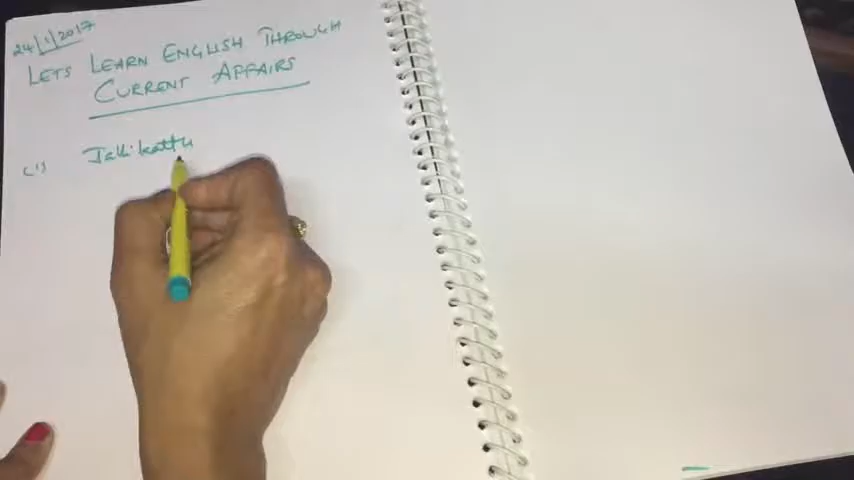 24/1/2017
LETS LEARN ENGLISH THROUGH
CURRENT AFFAIRS
(1) Jallikattu